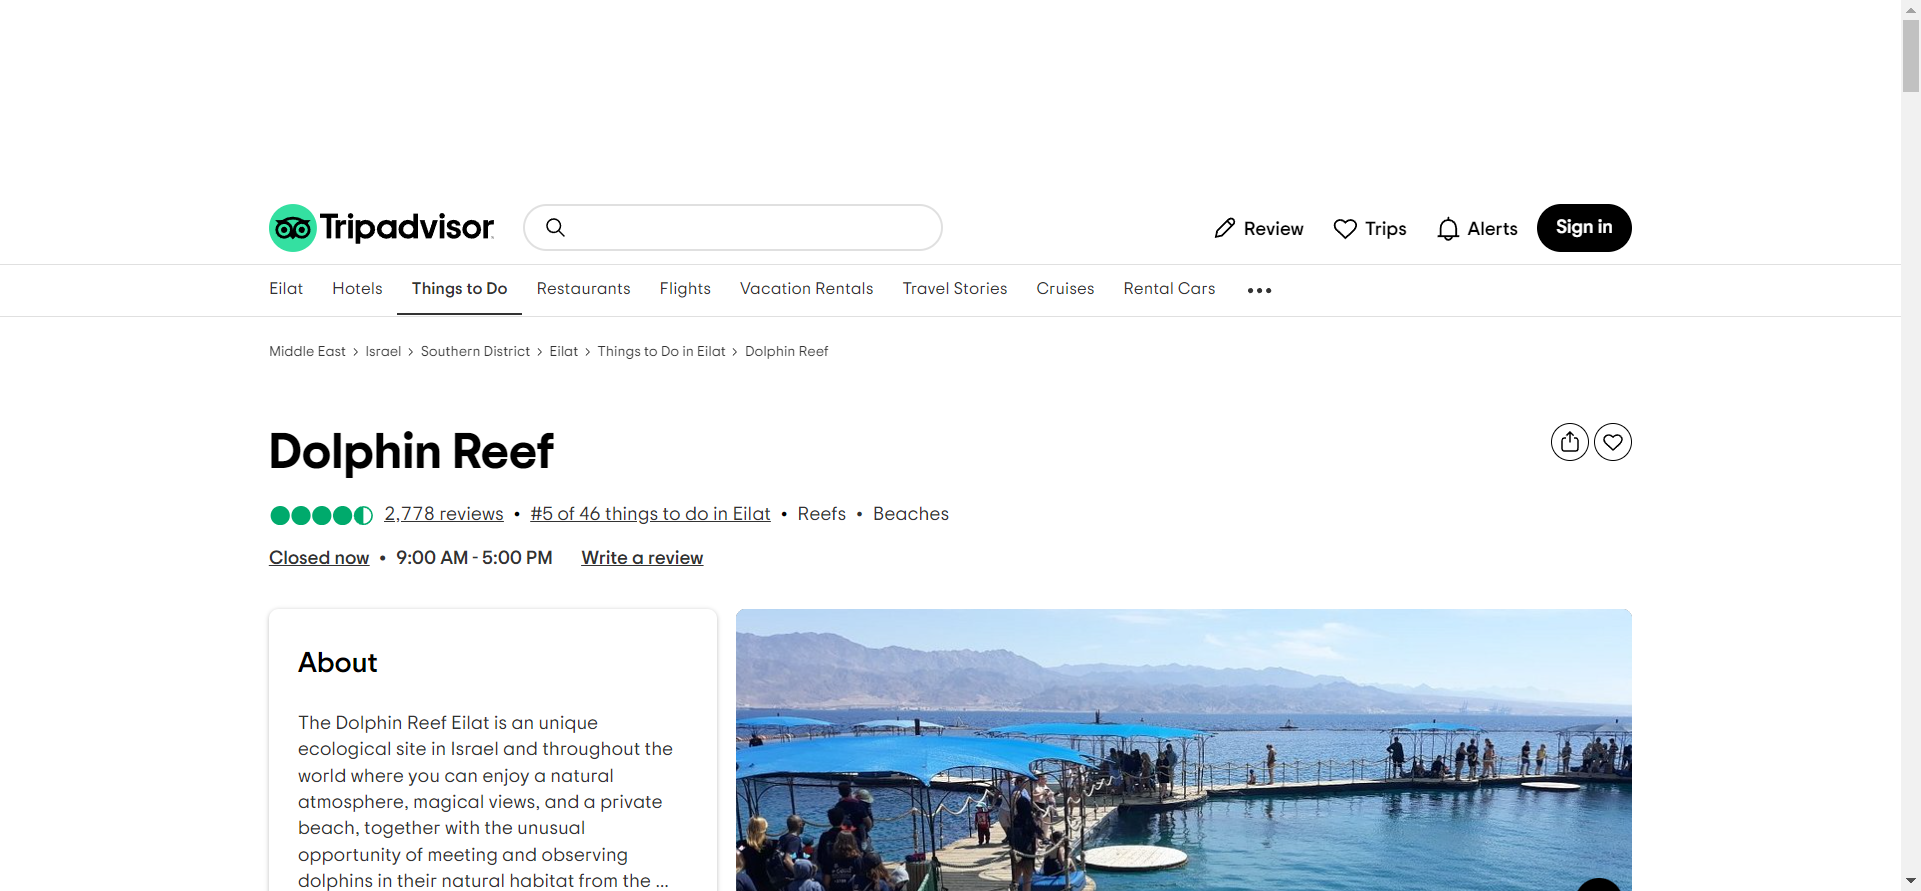 Tripadvisor
Review
Trips
Alerts
Sign in
Eilat
Hotels
Things to Do
Restaurants
Flights
Vacation Rentals
Travel Stories
Cruises
Rental Cars
Middle East › Israel › Southern District › Eilat › Things to Do in Eilat › Dolphin Reef
Dolphin Reef
2,778 reviews • #5 of 46 things to do in Eilat • Reefs • Beaches
Closed now • 9:00 AM - 5:00 PM Write a review
About
The Dolphin Reef Eilat is an unique
ecological site in Israel and throughout the
world where you can enjoy a natural
atmosphere, magical views, and a private
beach, together with the unusual
opportunity of meeting and observing
dolphins in their natural habitat from the ...